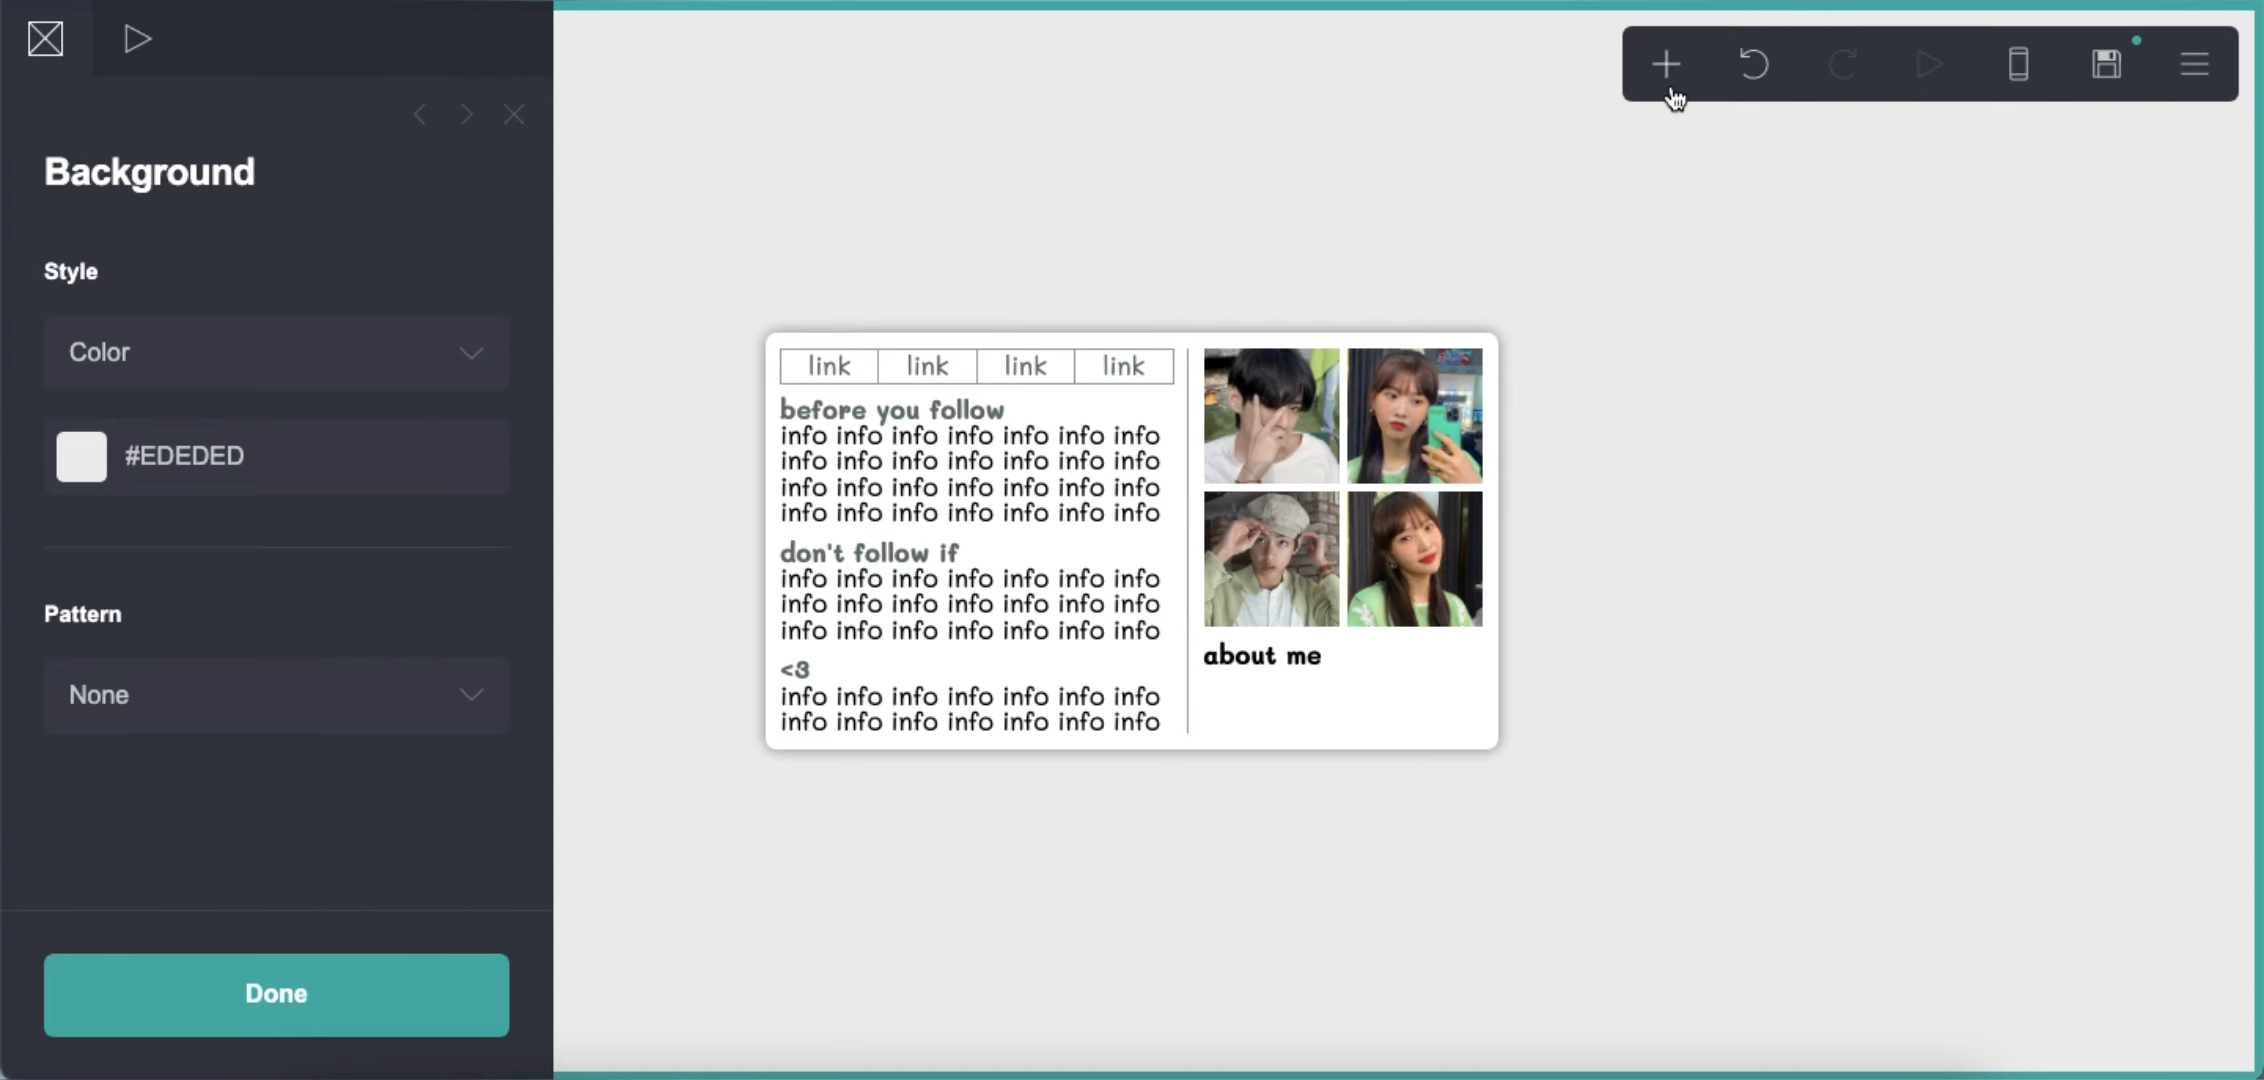 Background
Style
Color
#EDEDED
Pattern
None
Done
link link link link
before you follow
info info info info info info info
info info info info info info info
info info info info info info info
info info info info info info info
don't follow if
info info info info info info info
info info info info info info info
info info info info info info info
<3
info info info info info info info
info info info info info info info
about me